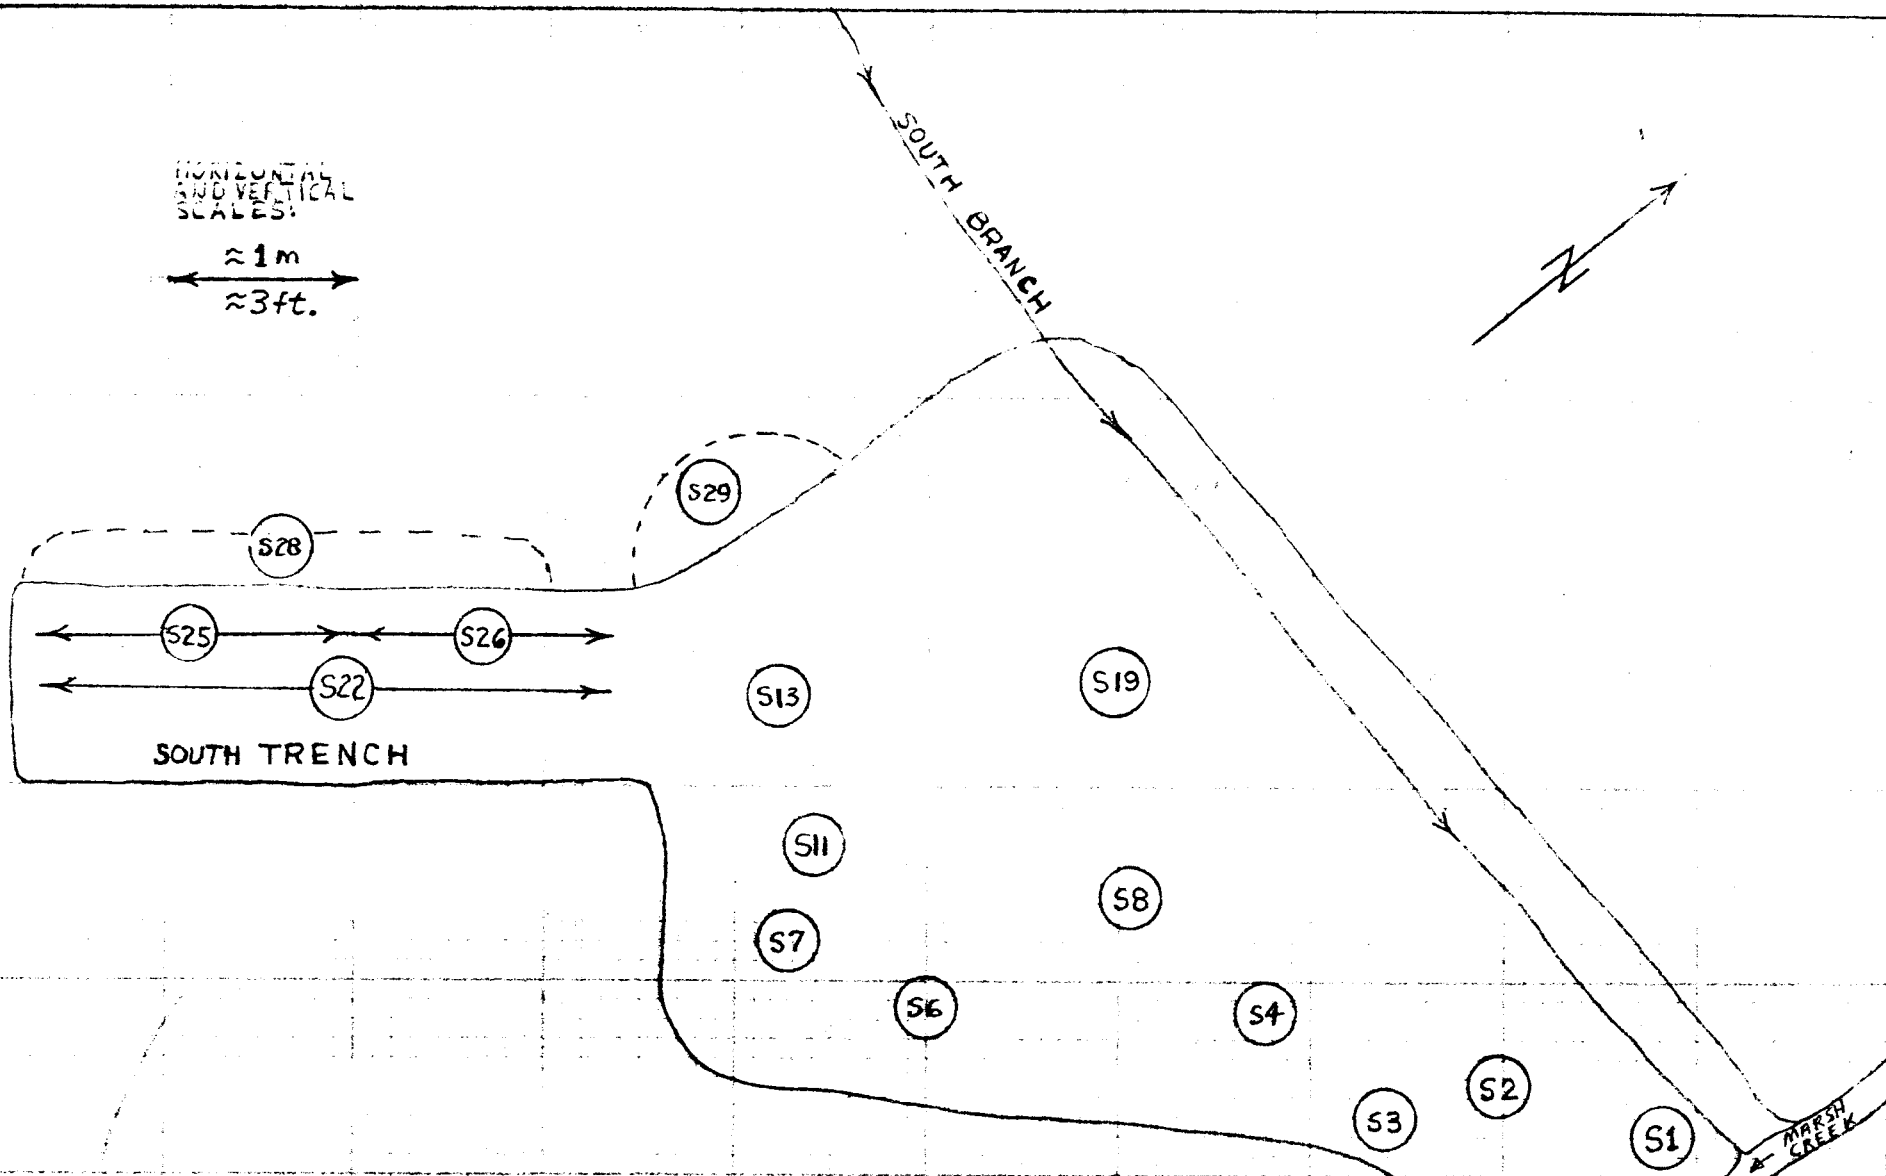 SOUTH
BRANCH
HORIZONTAL
AND VERTICAL
SCALES:
≈1m
≈3ft.
N
S29
S28
S25
S26
S22
SOUTH TRENCH
S13
S19
S11
S8
S7
S6
S4
S2
S3
S1
MARSH
CREEK